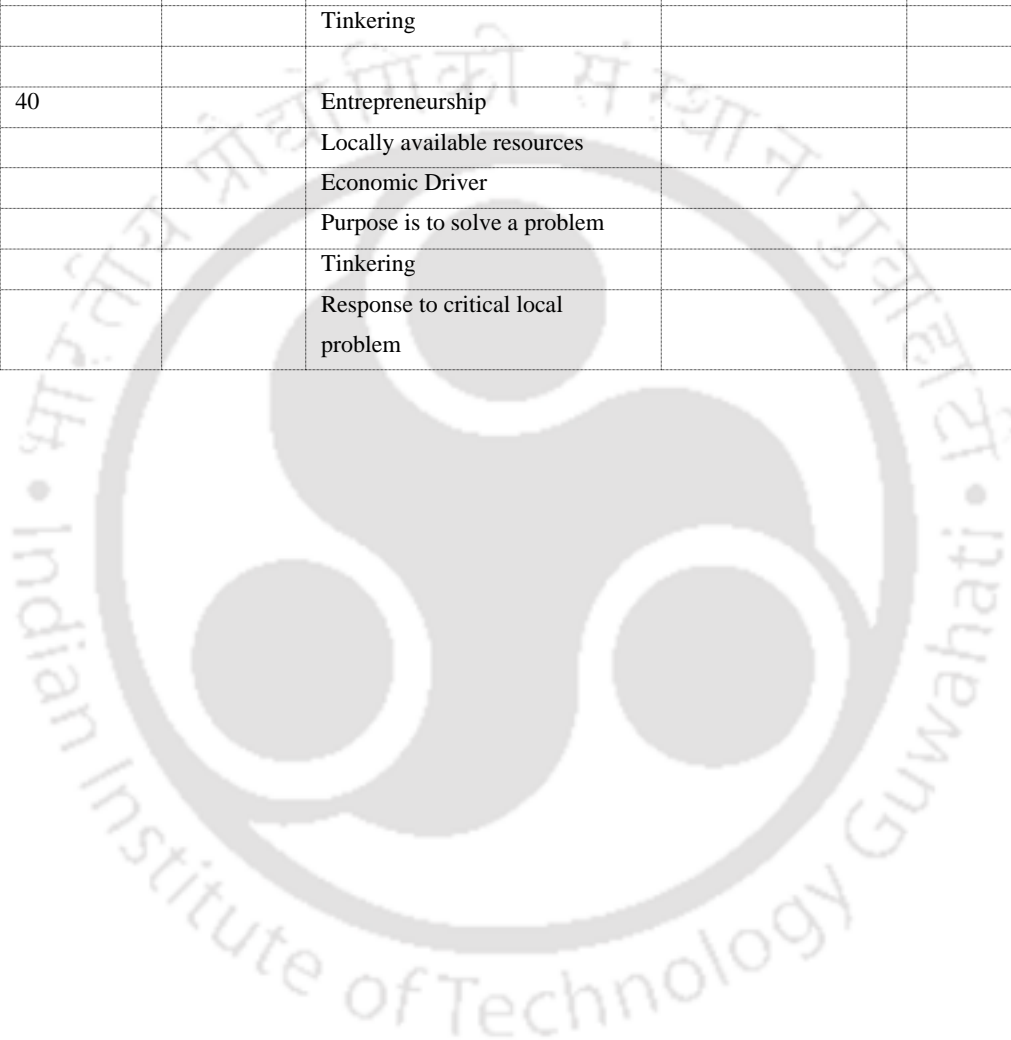 Tinkering
40 Entrepreneurship
Locally available resources
Economic Driver
Purpose is to solve a problem
Tinkering
Response to critical local
problem
भारतीय प्रौद्योगिकी संस्थान गुवाहाटी
Indian Institute of Technology Guwahati